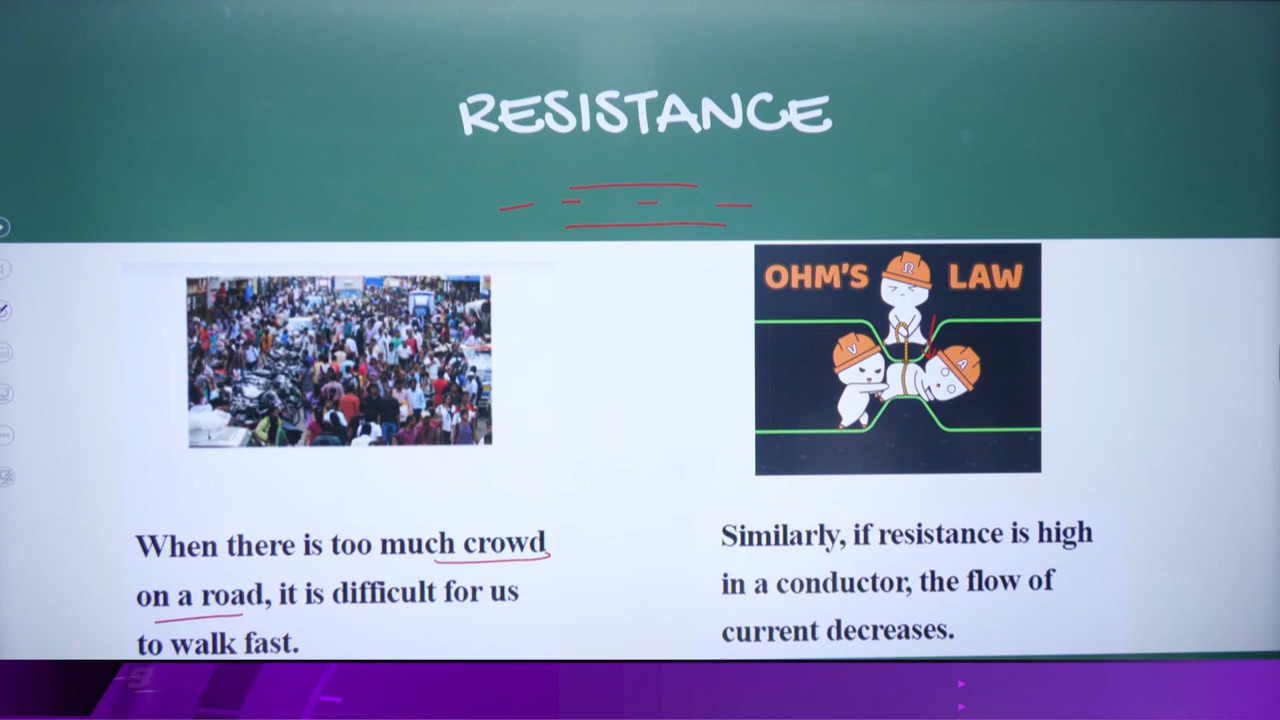 RESISTANCE
OHM'S LAW
Ω
V
A
When there is too much crowd
on a road, it is difficult for us
to walk fast.
Similarly, if resistance is high
in a conductor, the flow of
current decreases.